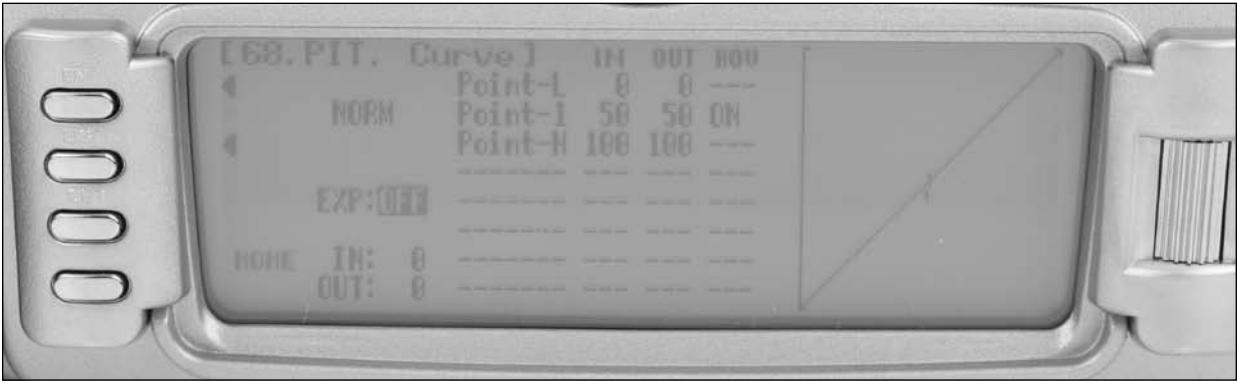 [68.PIT. Curve] IN OUT HOV
Point-L 0 0 ---
NORM Point-1 50 50 ON
Point-H 100 100 ---
------- --- --- ---
EXP:OFF ------- --- --- ---
------- --- --- ---
NONE IN: 0 ------- --- --- ---
OUT: 0 ------- --- --- ---